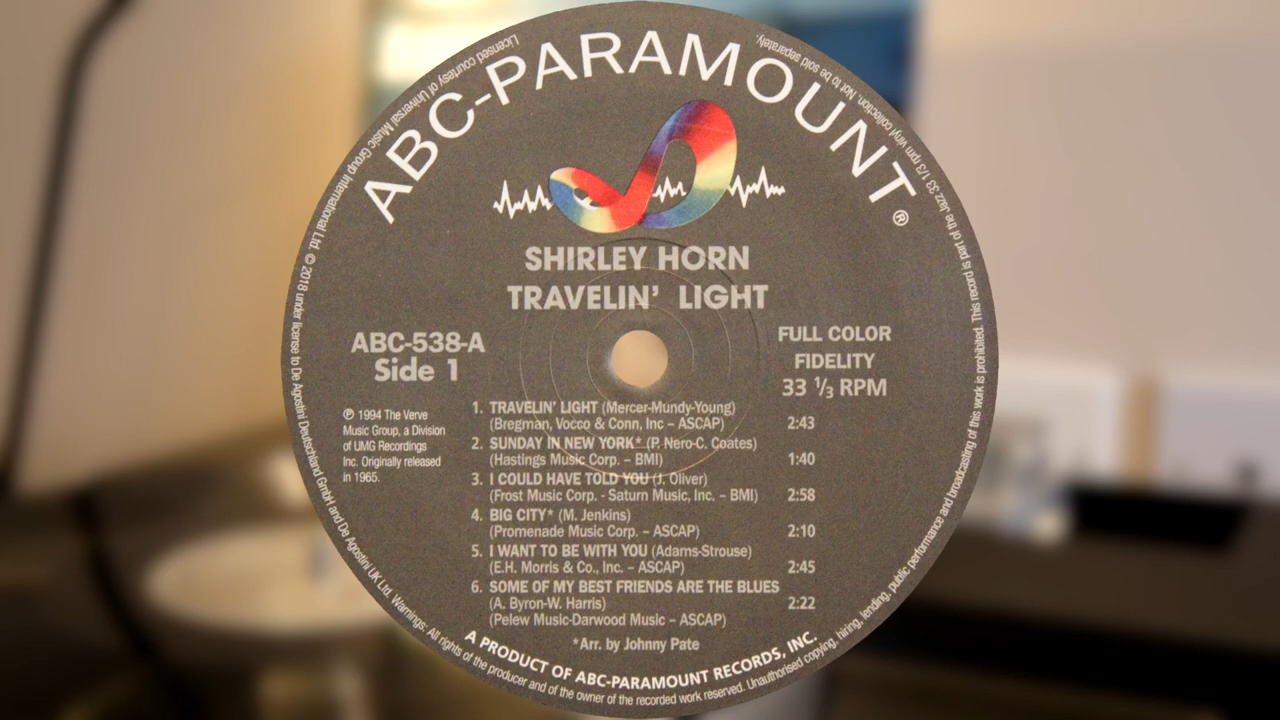 ABC-PARAMOUNT®
SHIRLEY HORN
TRAVELIN’ LIGHT
ABC-538-A
Side 1
FULL COLOR
FIDELITY
33 1/3 RPM
℗ 1994 The Verve
Music Group, a Division
of UMG Recordings
Inc. Originally released
in 1965.
1. TRAVELIN’ LIGHT (Mercer-Mundy-Young)
(Bregman, Vocco & Conn, Inc – ASCAP) 2:43
2. SUNDAY IN NEW YORK* (P. Nero-C. Coates)
(Hastings Music Corp. – BMI) 1:40
3. I COULD HAVE TOLD YOU (J. Oliver)
(Frost Music Corp. - Saturn Music, Inc. – BMI) 2:58
4. BIG CITY* (M. Jenkins)
(Promenade Music Corp. – ASCAP) 2:10
5. I WANT TO BE WITH YOU (Adams-Strouse)
(E.H. Morris & Co., Inc. – ASCAP) 2:45
6. SOME OF MY BEST FRIENDS ARE THE BLUES
(A. Byron-W. Harris) 2:22
(Pelew Music-Darwood Music – ASCAP)
*Arr. by Johnny Pate
A PRODUCT OF ABC-PARAMOUNT RECORDS, INC.
Licensed courtesy of Universal Music Group International Ltd. © 2018 under license to De Agostini Deutschland GmbH and De Agostini UK Ltd. Warnings: All rights of the producer and of the owner of the recorded work reserved. Unauthorised copying, hiring, lending, public performance and broadcasting of this work is prohibited. This record is part of the Jazz 33 1/3 rpm vinyl collection. Not to be sold separately.